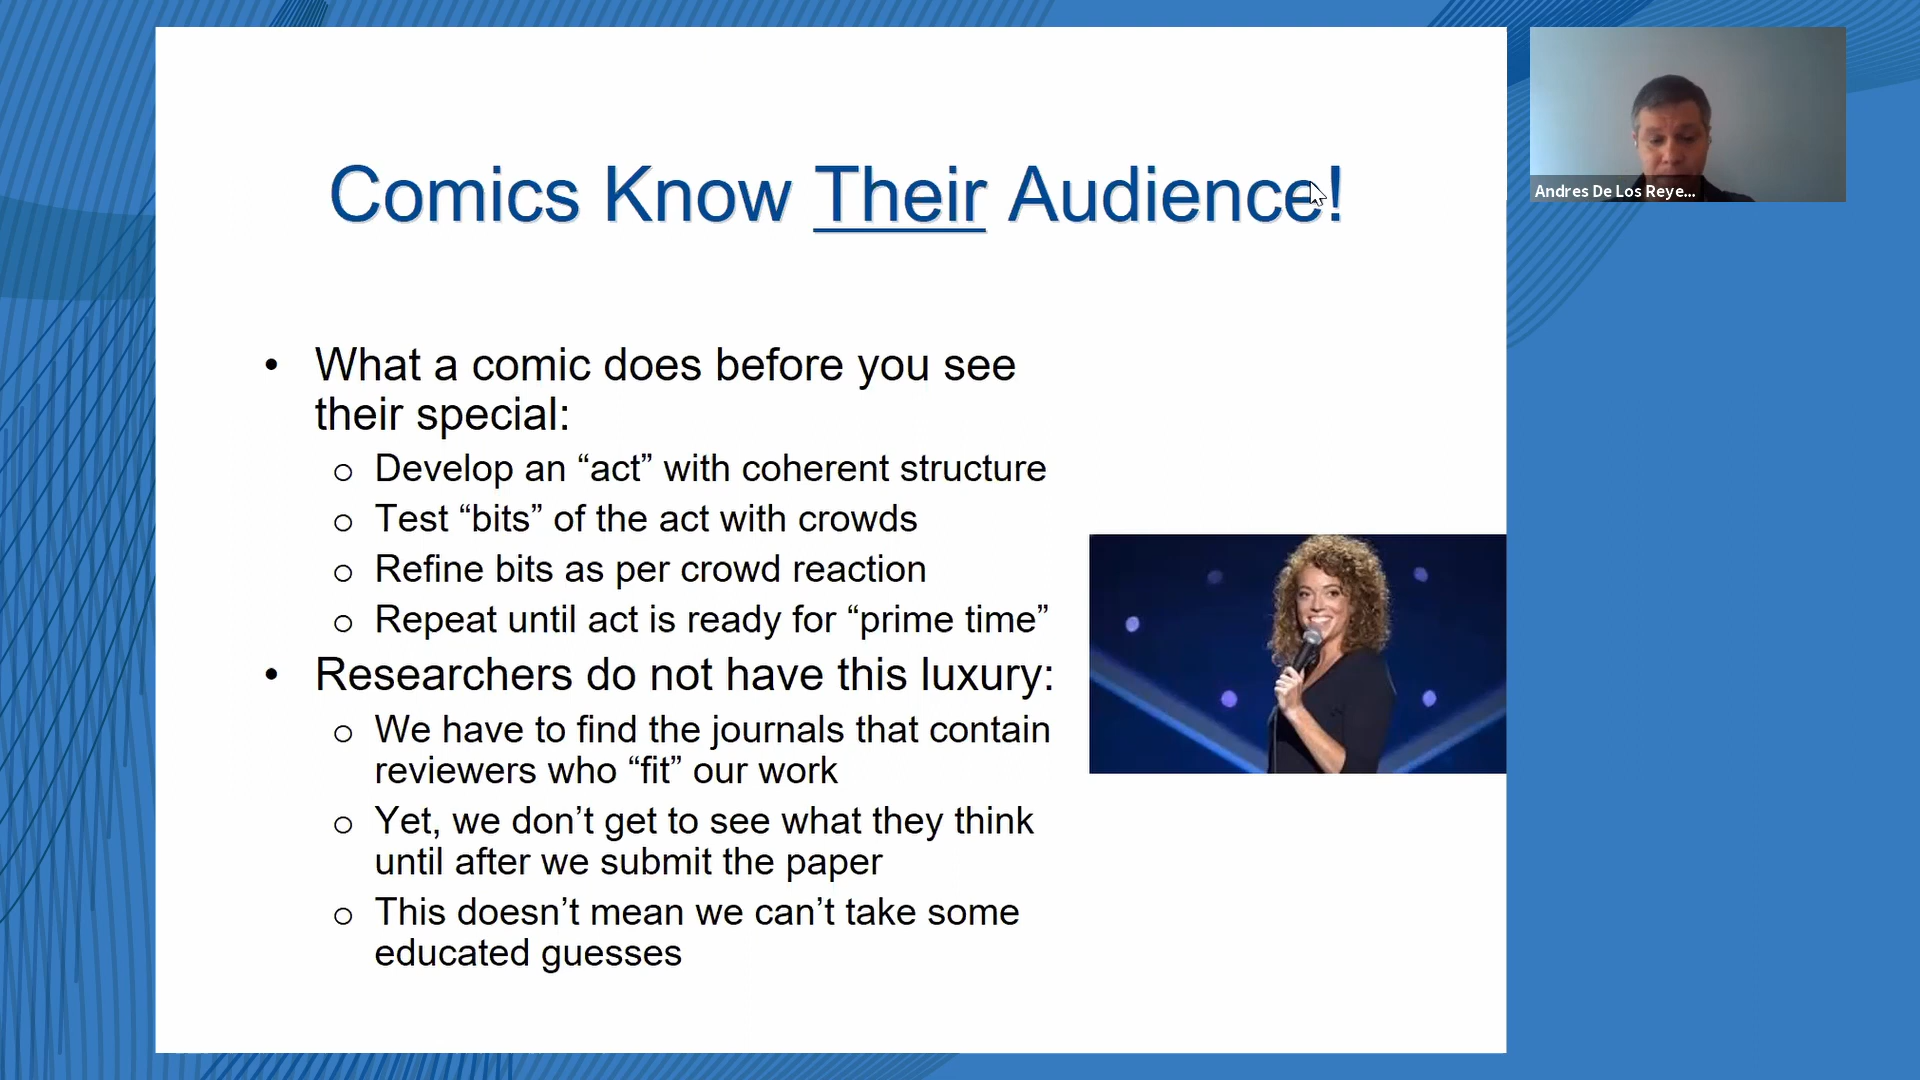 Comics Know Their Audience!
• What a comic does before you see
their special:
o Develop an “act” with coherent structure
o Test “bits” of the act with crowds
o Refine bits as per crowd reaction
o Repeat until act is ready for “prime time”
• Researchers do not have this luxury:
o We have to find the journals that contain
reviewers who “fit” our work
o Yet, we don’t get to see what they think
until after we submit the paper
o This doesn’t mean we can’t take some
educated guesses
Andres De Los Reye...